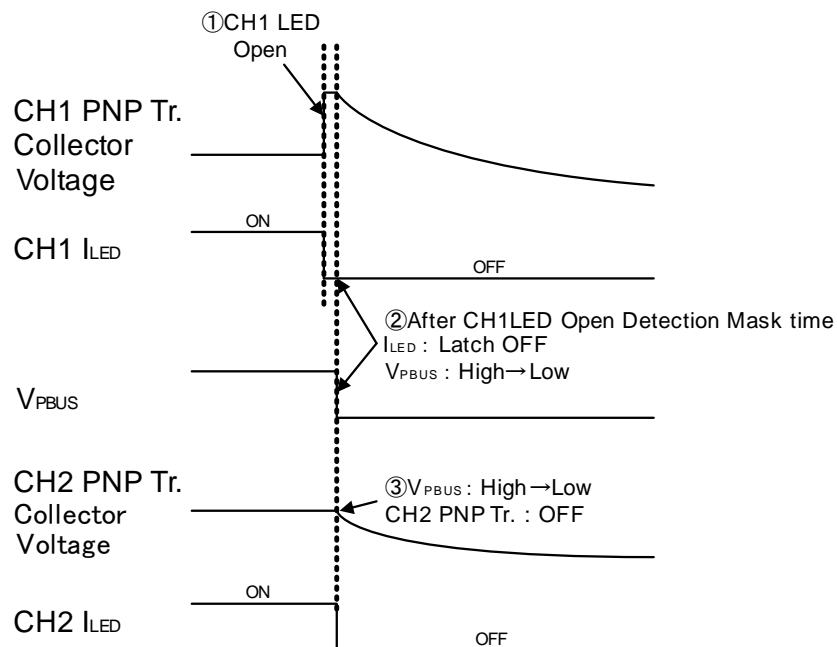 ①CH1 LED
Open
CH1 PNP Tr.
Collector
Voltage
ON
CH1 ILED
OFF
②After CH1LED Open Detection Mask time
ILED : Latch OFF
VPBUS : High→Low
VPBUS
CH2 PNP Tr.
Collector
Voltage
③VPBUS : High→Low
CH2 PNP Tr. : OFF
ON
CH2 ILED
OFF